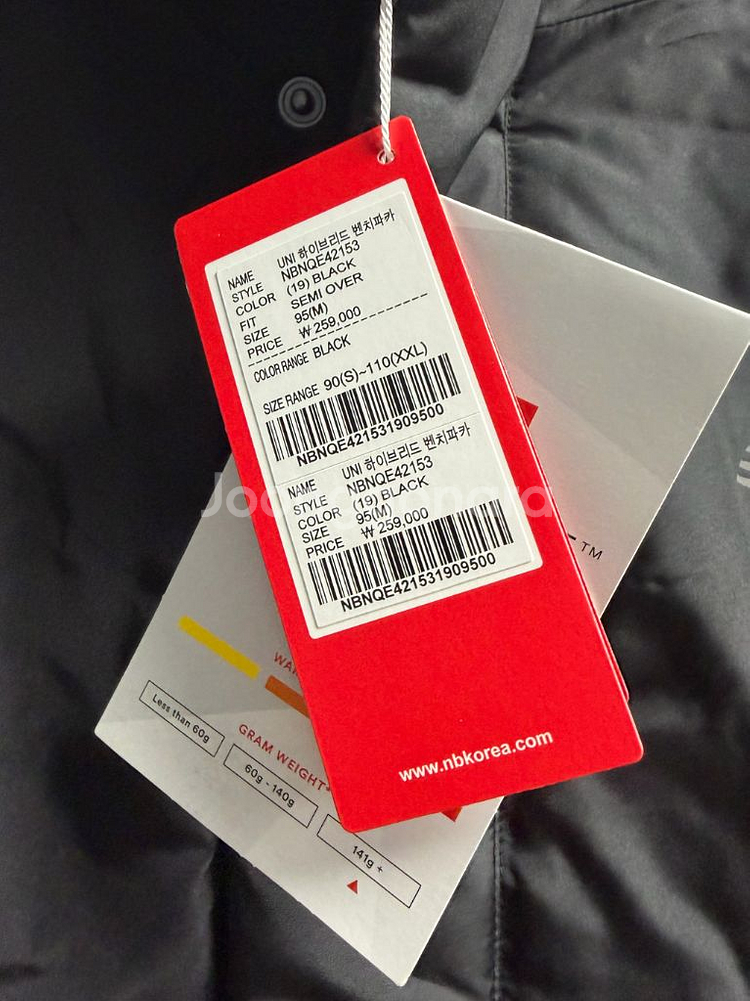 NAME UNI 하이브리드 벤치파카
STYLE NBNQE42153
COLOR (19) BLACK
FIT SEMI OVER
SIZE 95(M)
PRICE ₩ 259,000
COLOR RANGE BLACK
SIZE RANGE 90(S)~110(XXL)
NBNQE421531909500
NAME UNI 하이브리드 벤치파카
STYLE NBNQE42153
COLOR (19) BLACK
SIZE 95(M)
PRICE ₩ 259,000
NBNQE421531909500
www.nbkorea.com
TM
GRAM WEIGHT*
Less than 60g
60g - 140g
141g +